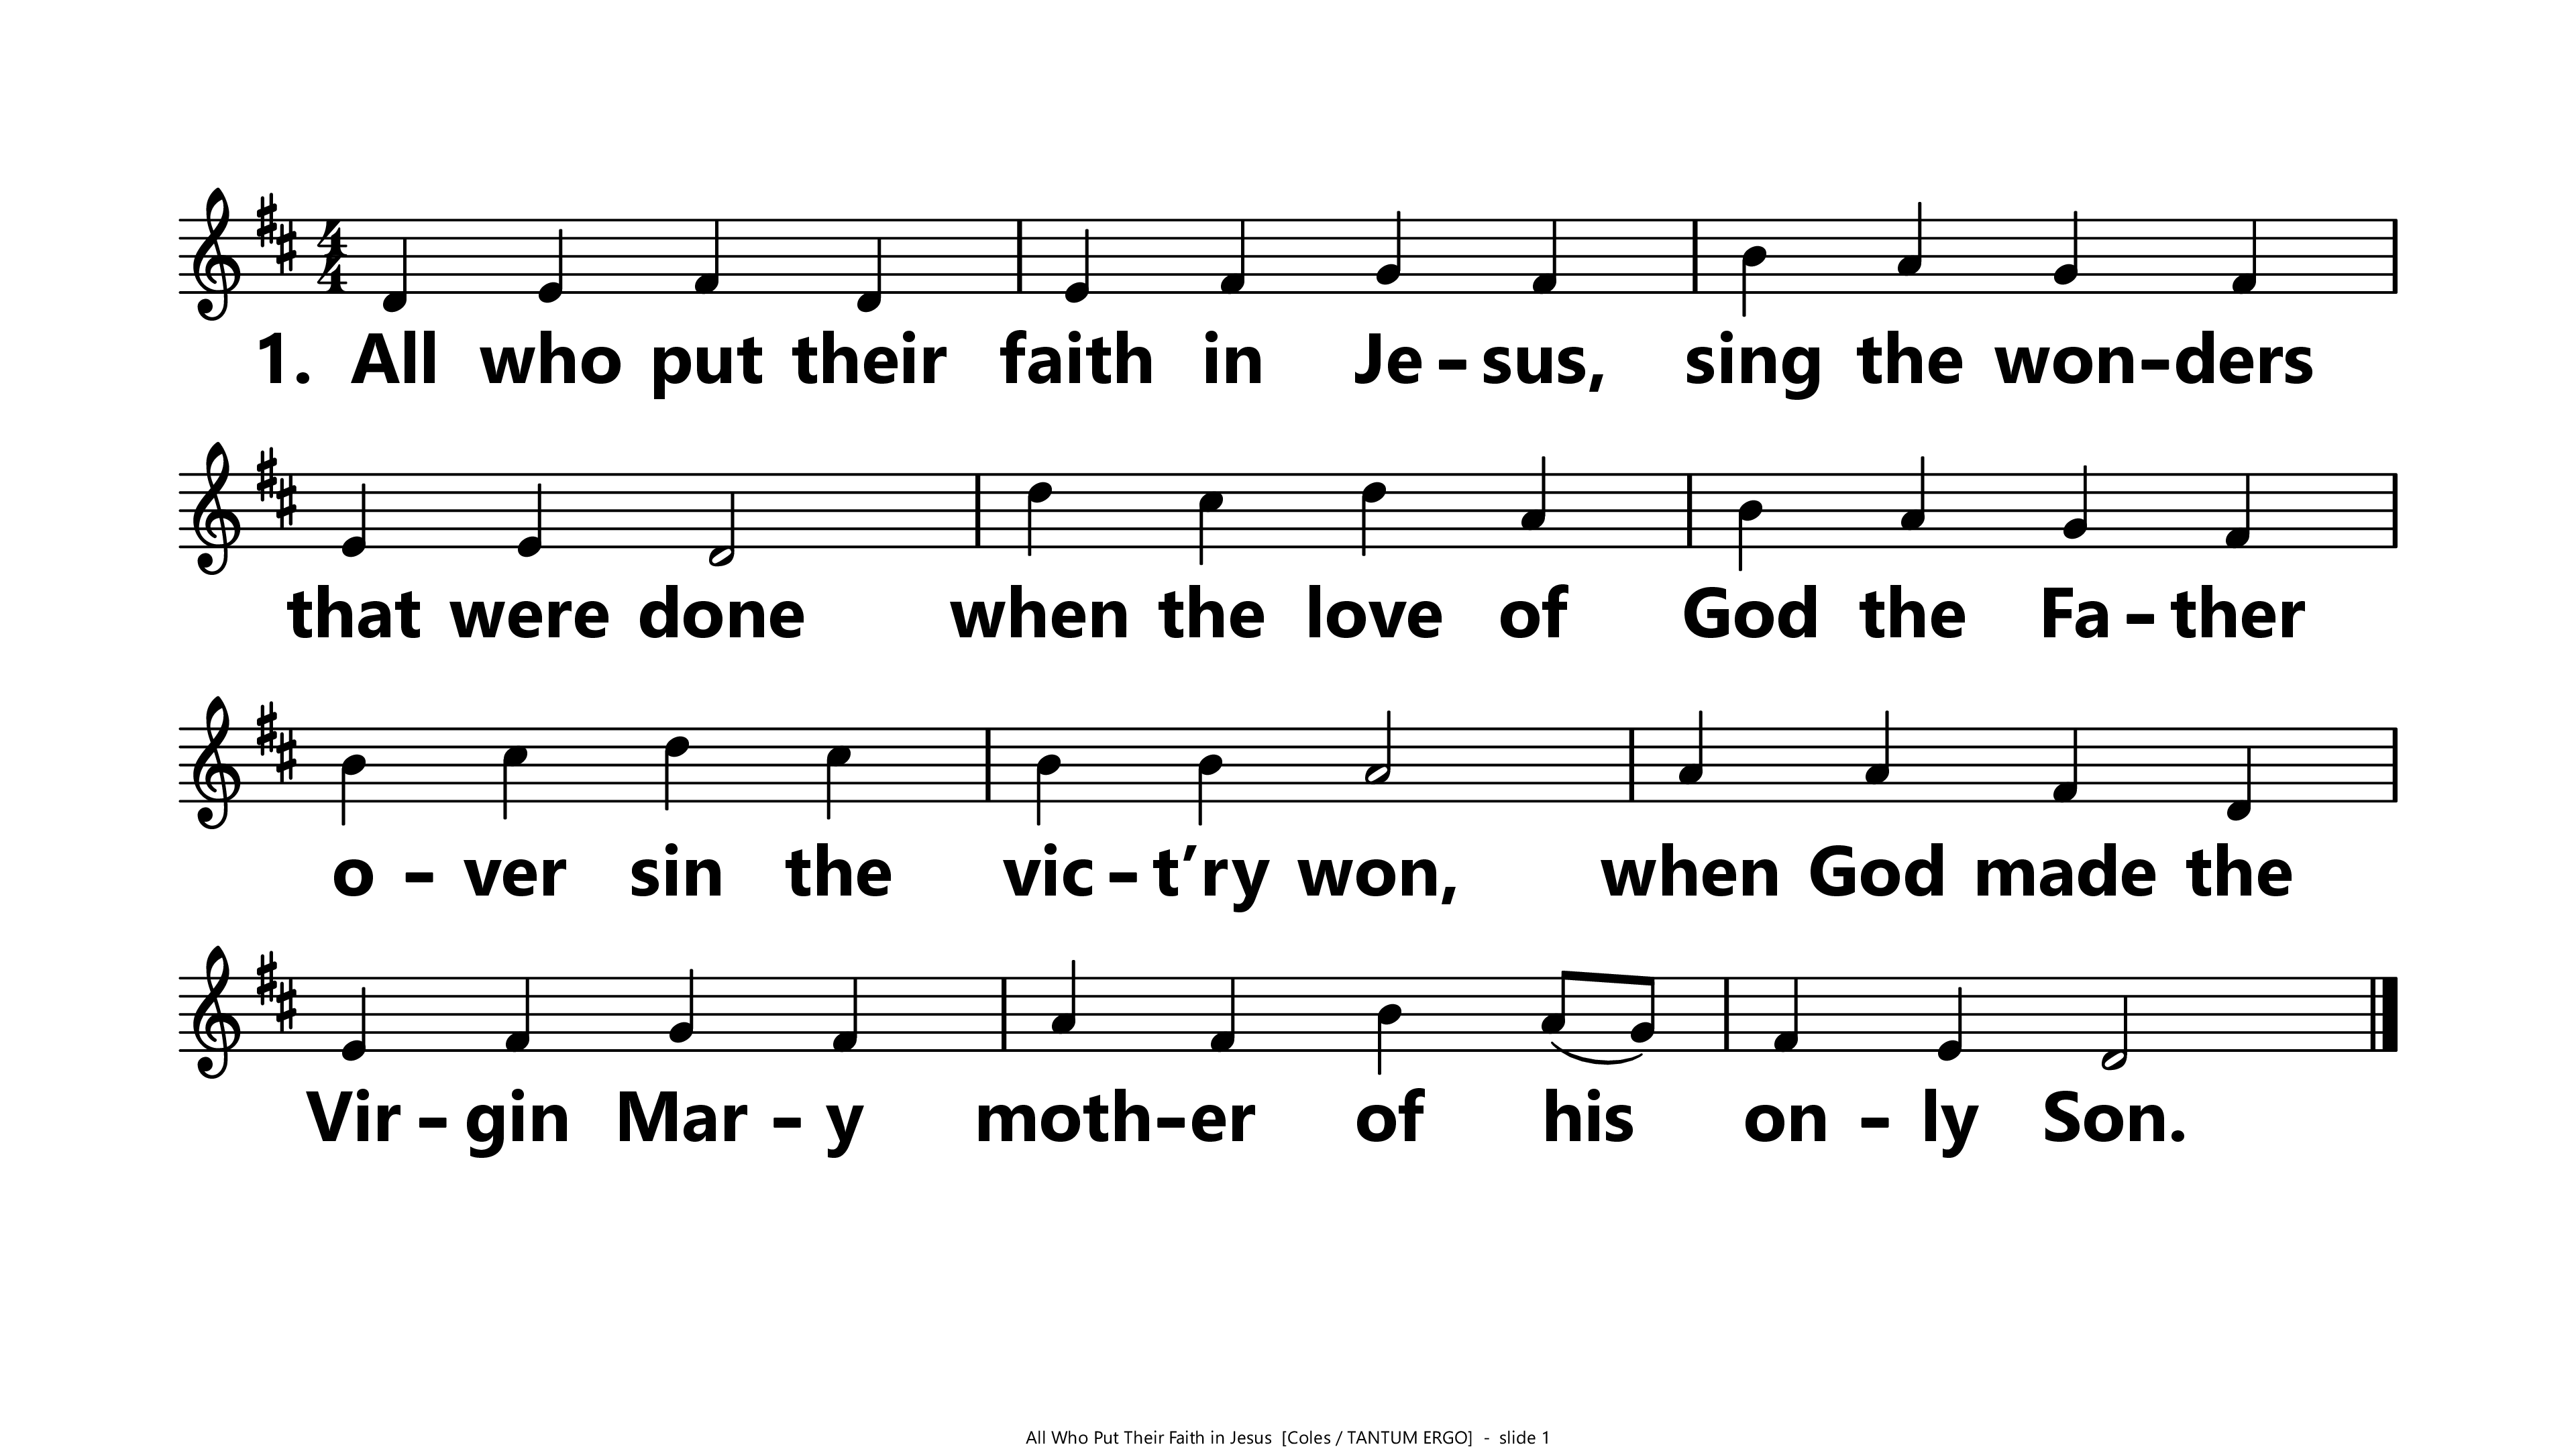 1. All who put their faith in Je-sus, sing the won-ders
that were done when the love of God the Fa-ther
o-ver sin the vic-t’ry won, when God made the
Vir-gin Mar-y moth-er of his on-ly Son.
All Who Put Their Faith in Jesus [Coles / TANTUM ERGO] - slide 1